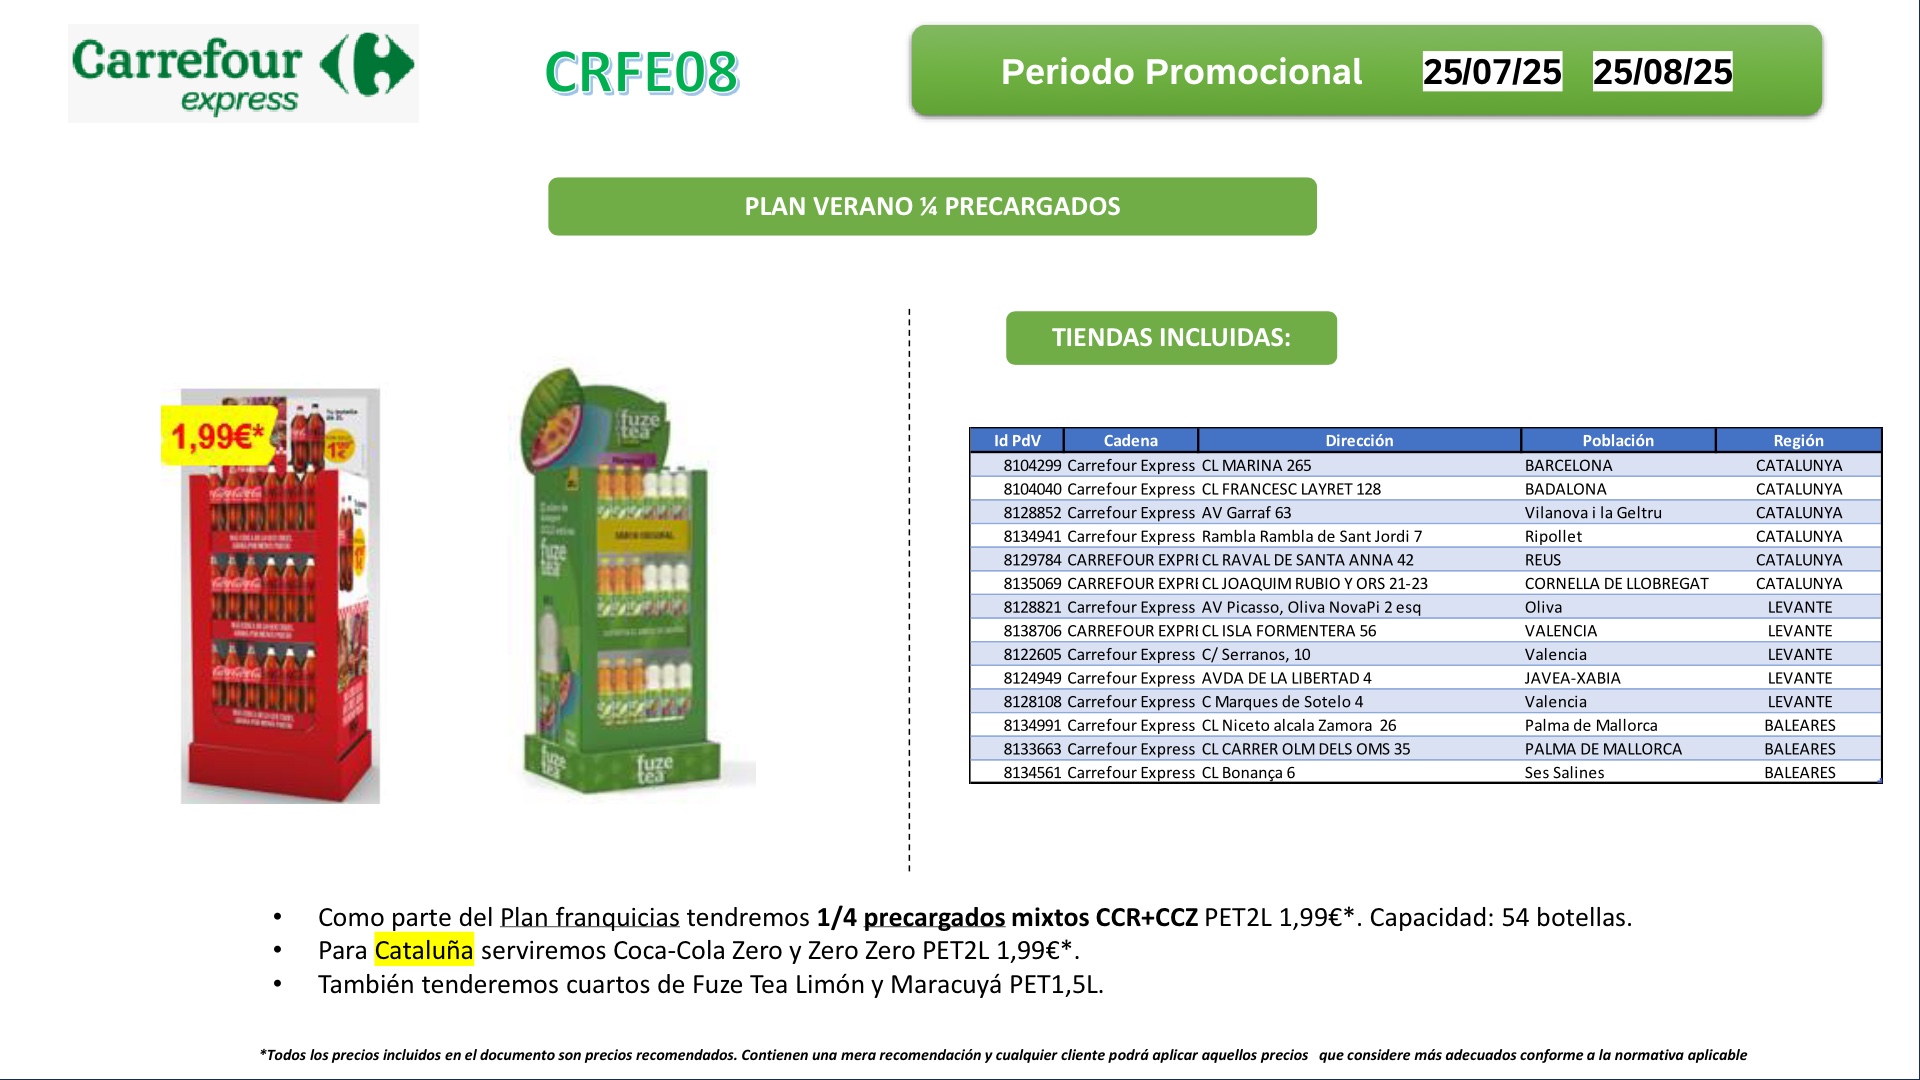 Carrefour
express
CRFE08
Periodo Promocional 25/07/25 25/08/25
PLAN VERANO ¼ PRECARGADOS
TIENDAS INCLUIDAS:
1,99€*
fuze
tea
fuze
tea
fuze
tea
fuze
tea
Id PdV Cadena Dirección Población Región
8104299 Carrefour Express CL MARINA 265 BARCELONA CATALUNYA
8104040 Carrefour Express CL FRANCESC LAYRET 128 BADALONA CATALUNYA
8128852 Carrefour Express AV Garraf 63 Vilanova i la Geltru CATALUNYA
8134941 Carrefour Express Rambla Rambla de Sant Jordi 7 Ripollet CATALUNYA
8129784 CARREFOUR EXPRE CL RAVAL DE SANTA ANNA 42 REUS CATALUNYA
8135069 CARREFOUR EXPRE CL JOAQUIM RUBIO Y ORS 21-23 CORNELLA DE LLOBREGAT CATALUNYA
8128821 Carrefour Express AV Picasso, Oliva NovaPi 2 esq Oliva LEVANTE
8138706 CARREFOUR EXPRE CL ISLA FORMENTERA 56 VALENCIA LEVANTE
8122605 Carrefour Express C/ Serranos, 10 Valencia LEVANTE
8124949 Carrefour Express AVDA DE LA LIBERTAD 4 JAVEA-XABIA LEVANTE
8128108 Carrefour Express C Marques de Sotelo 4 Valencia LEVANTE
8134991 Carrefour Express CL Niceto alcala Zamora 26 Palma de Mallorca BALEARES
8133663 Carrefour Express CL CARRER OLM DELS OMS 35 PALMA DE MALLORCA BALEARES
8134561 Carrefour Express CL Bonança 6 Ses Salines BALEARES
• Como parte del Plan franquicias tendremos 1/4 precargados mixtos CCR+CCZ PET2L 1,99€*. Capacidad: 54 botellas.
• Para Cataluña serviremos Coca-Cola Zero y Zero Zero PET2L 1,99€*.
• También tenderemos cuartos de Fuze Tea Limón y Maracuyá PET1,5L.
*Todos los precios incluidos en el documento son precios recomendados. Contienen una mera recomendación y cualquier cliente podrá aplicar aquellos precios que considere más adecuados conforme a la normativa aplicable